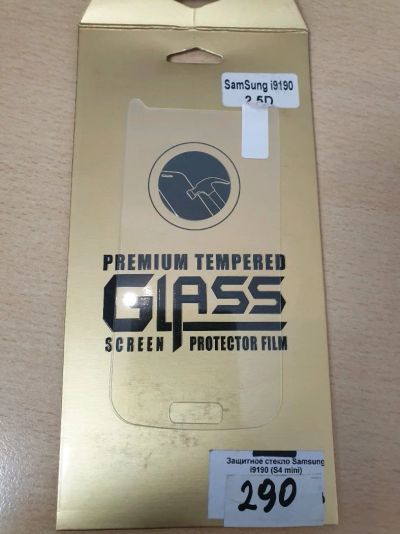 SamSung i9190
2.5D
PREMIUM TEMPERED
GLASS
SCREEN PROTECTOR FILM
Защитное стекло Samsung
i9190 (S4 mini)
290